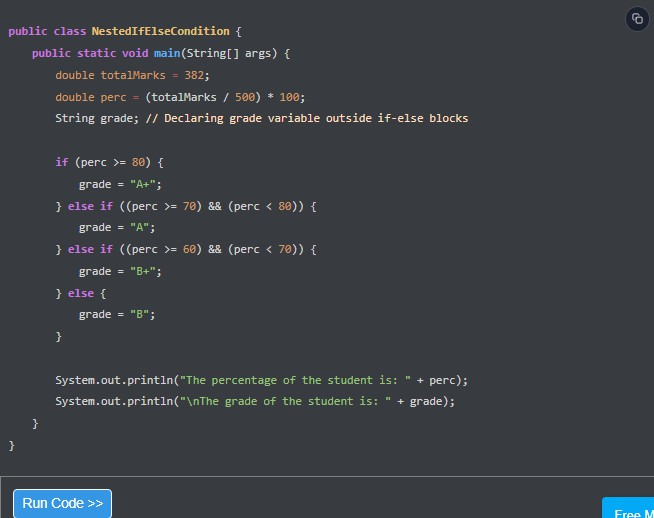 public class NestedIfElseCondition {
public static void main(String[] args) {
double totalMarks = 382;
double perc = (totalMarks / 500) * 100;
String grade; // Declaring grade variable outside if-else blocks
if (perc >= 80) {
grade = "A+";
} else if ((perc >= 70) && (perc < 80)) {
grade = "A";
} else if ((perc >= 60) && (perc < 70)) {
grade = "B+";
} else {
grade = "B";
}
System.out.println("The percentage of the student is: " + perc);
System.out.println("\nThe grade of the student is: " + grade);
}
}
Run Code >>
Free M